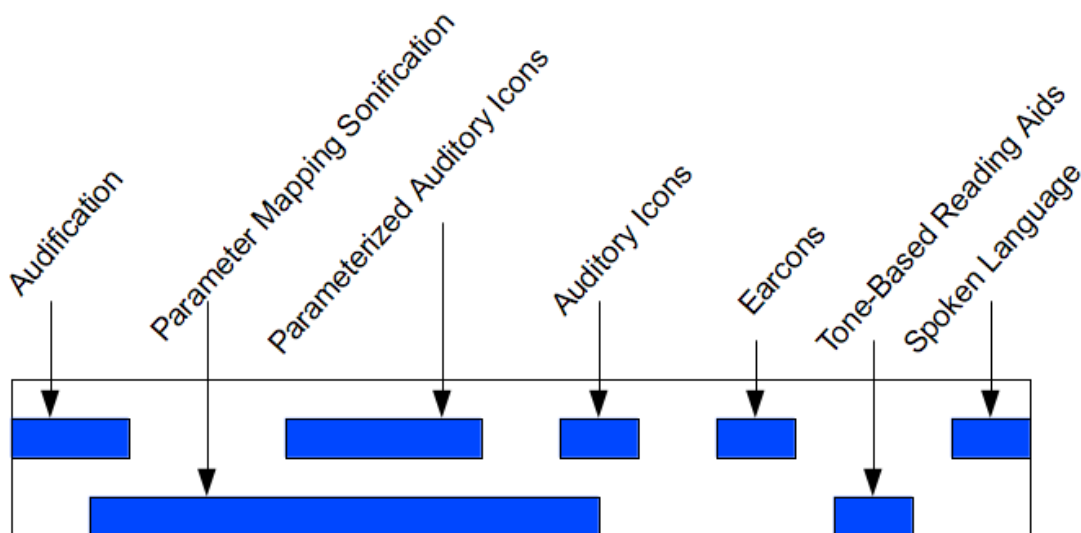 Audification
Parameter Mapping Sonification
Parameterized Auditory Icons
Auditory Icons
Earcons
Tone-Based Reading Aids
Spoken Language